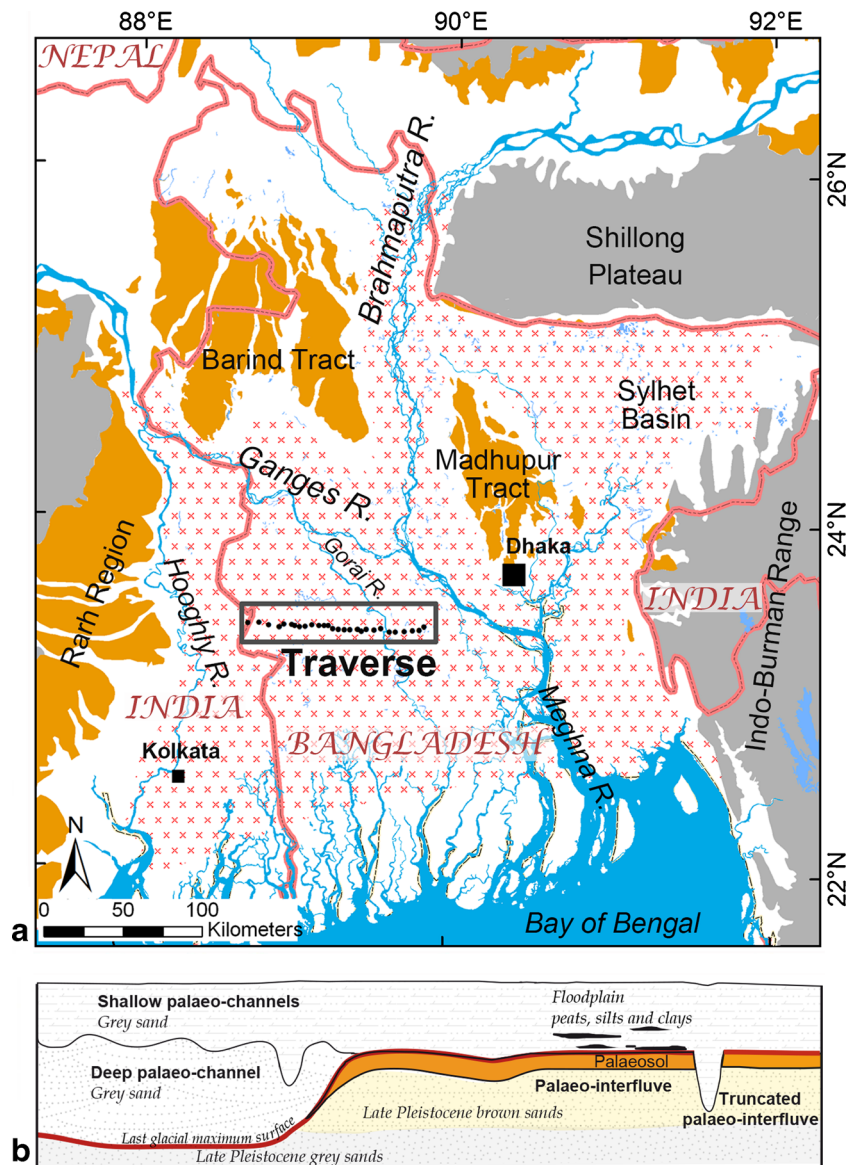 88°E 90°E 92°E
NEPAL
Brahmaputra R.
26°N
Shillong
Plateau
Barind Tract
Sylhet
Basin
Ganges R.
Madhupur
Tract
24°N
Gorai R.
Dhaka
Rarh Region
Hooghly R.
INDIA
Indo-Burman Range
Traverse
INDIA
BANGLADESH
Meghna R.
Kolkata
N
22°N
0 50 100
Kilometers
Bay of Bengal
a
Shallow palaeo-channels
Grey sand
Floodplain
peats, silts and clays
Deep palaeo-channel
Grey sand
Palaeosol
Palaeo-interfluve
Truncated
palaeo-interfluve
Late Pleistocene brown sands
Last glacial maximum surface
Late Pleistocene grey sands
b